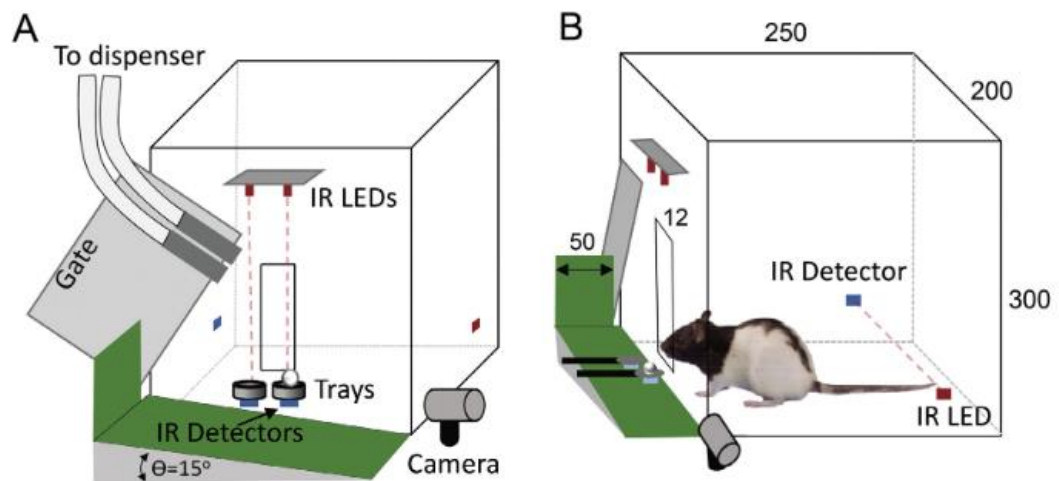 A
To dispenser
IR LEDs
Gate
Trays
IR Detectors
Camera
Θ=15°
B
250
200
12
50
IR Detector
300
IR LED